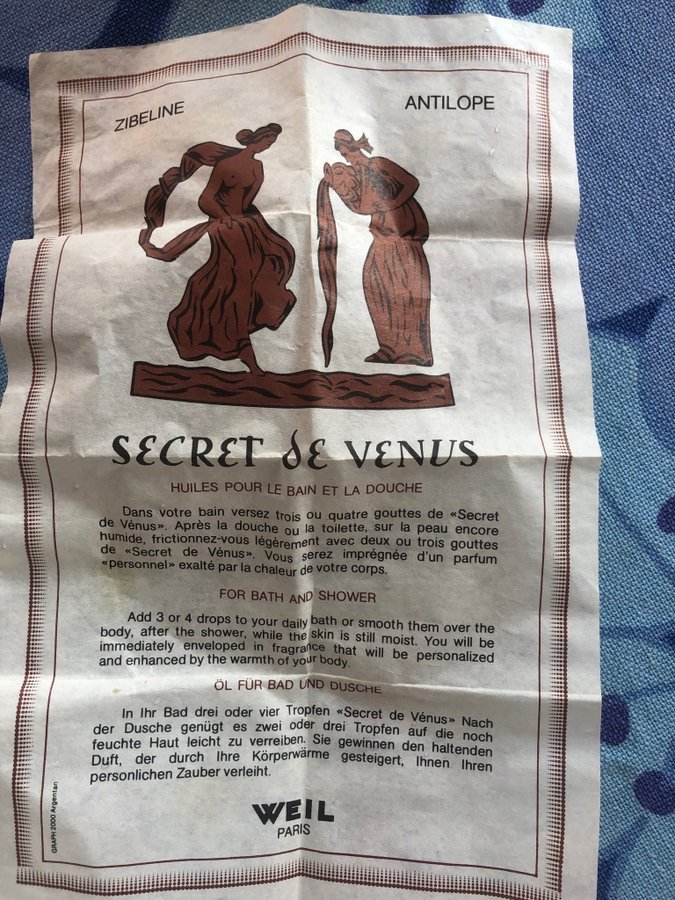 ZIBELINE
ANTILOPE
SECRET de VENUS
HUILES POUR LE BAIN ET LA DOUCHE
Dans votre bain versez trois ou quatre gouttes de «Secret
de Vénus». Après la douche ou la toilette, sur la peau encore
humide, frictionnez-vous légèrement avec deux ou trois gouttes
de «Secret de Vénus». Vous serez imprégnée d'un parfum
«personnel» exalté par la chaleur de votre corps.
FOR BATH AND SHOWER
Add 3 or 4 drops to your daily bath or smooth them over the
body, after the shower, while the skin is still moist. You will be
immediately enveloped in fragrance that will be personalized
and enhanced by the warmth of your body.
ÖL FÜR BAD UND DUSCHE
In Ihr Bad drei oder vier Tropfen «Secret de Vénus» Nach
der Dusche genügt es zwei oder drei Tropfen auf die noch
feuchte Haut leicht zu verreiben. Sie gewinnen den haltenden
Duft, der durch Ihre Körperwärme gesteigert, Ihnen Ihren
personlichen Zauber verleiht.
WEIL
PARIS
GRAPH 2000 Argentan